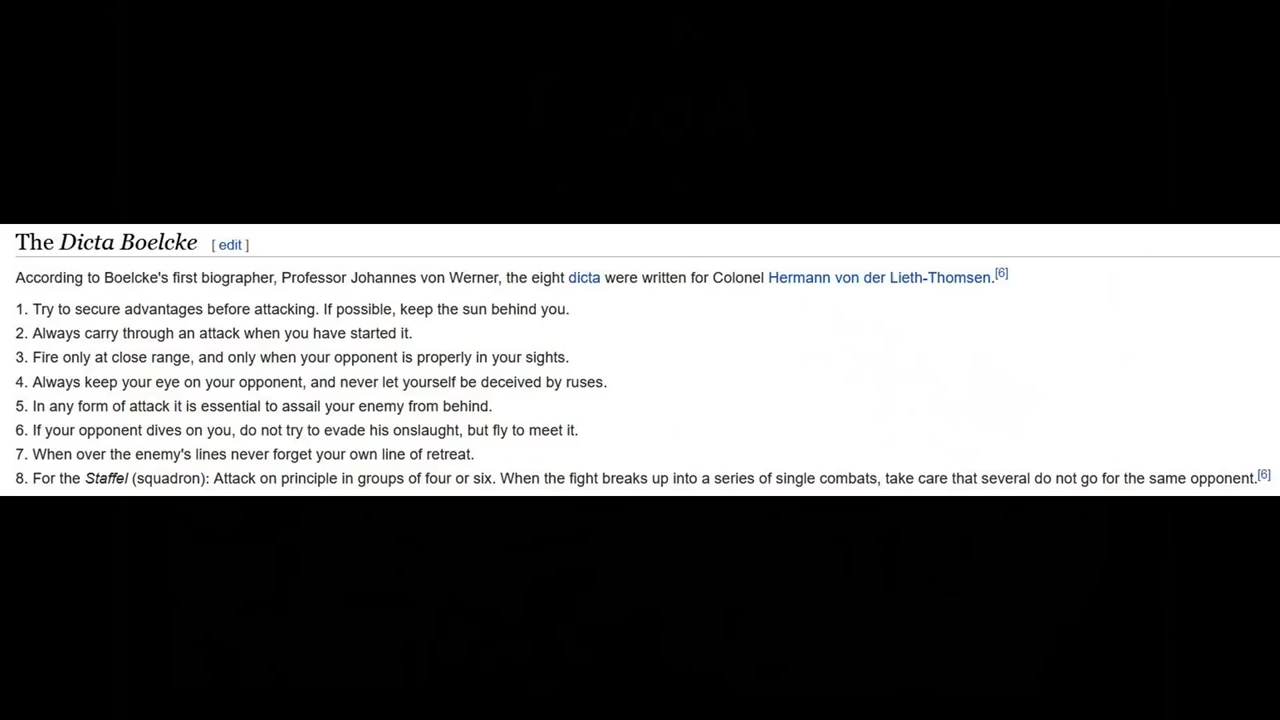 The Dicta Boelcke [ edit ]
According to Boelcke's first biographer, Professor Johannes von Werner, the eight dicta were written for Colonel Hermann von der Lieth-Thomsen.[6]
1. Try to secure advantages before attacking. If possible, keep the sun behind you.
2. Always carry through an attack when you have started it.
3. Fire only at close range, and only when your opponent is properly in your sights.
4. Always keep your eye on your opponent, and never let yourself be deceived by ruses.
5. In any form of attack it is essential to assail your enemy from behind.
6. If your opponent dives on you, do not try to evade his onslaught, but fly to meet it.
7. When over the enemy's lines never forget your own line of retreat.
8. For the Staffel (squadron): Attack on principle in groups of four or six. When the fight breaks up into a series of single combats, take care that several do not go for the same opponent.[6]